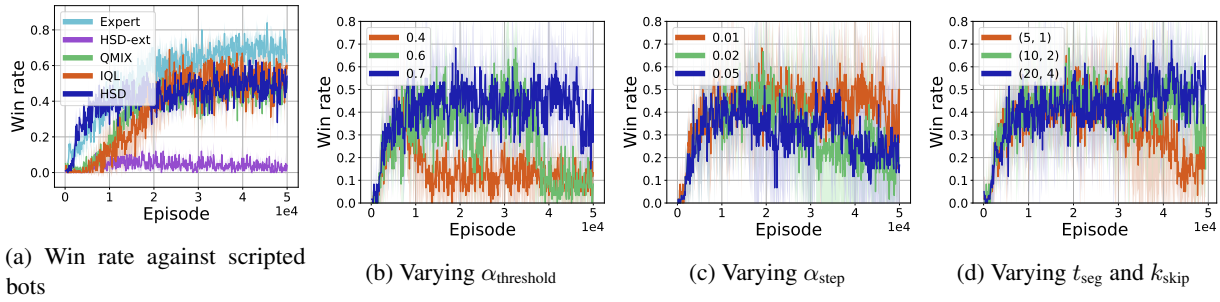 Win rate
0.8
0.6
0.4
0.2
0.0
Expert
HSD-ext
QMIX
IQL
HSD
0 1 2 3 4 5
1e4
Episode
(a) Win rate against scripted
bots
Win rate
0.8
0.7
0.6
0.5
0.4
0.3
0.2
0.1
0.0
0.4
0.6
0.7
0 1 2 3 4 5
1e4
Episode
(b) Varying α_threshold
Win rate
0.8
0.7
0.6
0.5
0.4
0.3
0.2
0.1
0.0
0.01
0.02
0.05
0 1 2 3 4 5
1e4
Episode
(c) Varying α_step
Win rate
0.8
0.7
0.6
0.5
0.4
0.3
0.2
0.1
0.0
(5, 1)
(10, 2)
(20, 4)
0 1 2 3 4 5
1e4
Episode
(d) Varying t_seg and k_skip